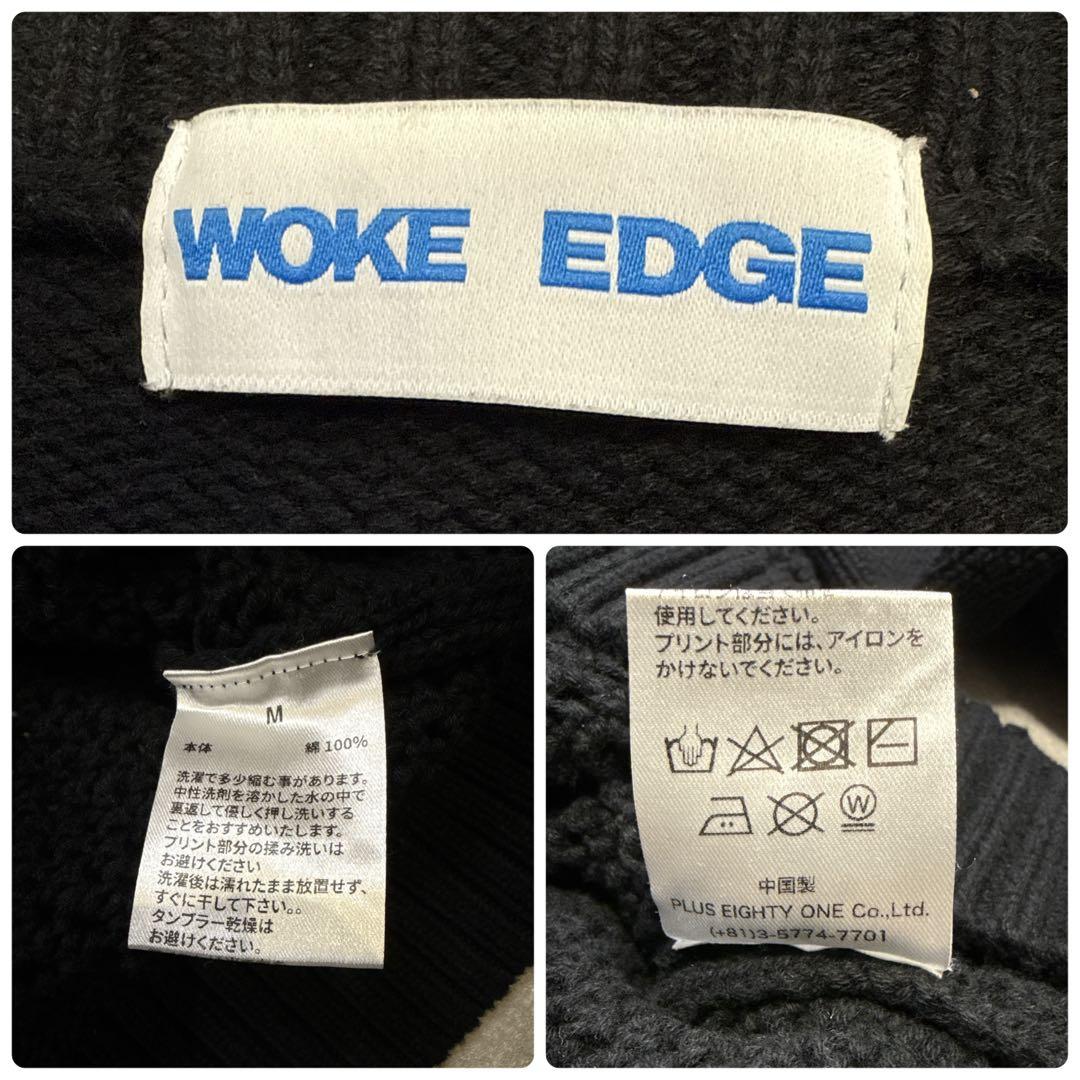 WOKE EDGE
M
本体 綿100%
洗濯で多少縮む事があります。
中性洗剤を溶かした水の中で
裏返して優しく押し洗いする
ことをおすすめいたします。
プリント部分の揉み洗いは
お避けください
洗濯後は濡れたまま放置せず、
すぐに干して下さい。。
タンブラー乾燥は
お避けください。
使用してください。
プリント部分には、アイロンを
かけないでください。
W
中国製
PLUS EIGHTY ONE Co.,Ltd.
(+81)3-5774-7701